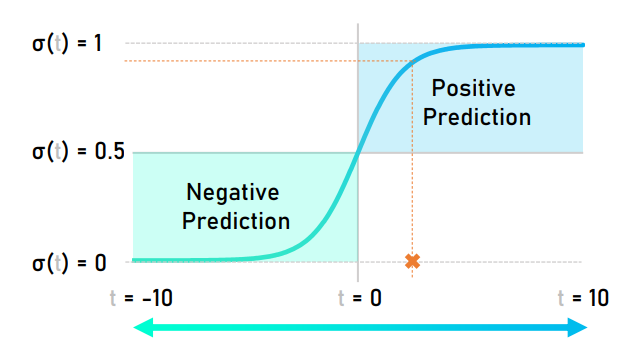 σ(t) = 1
Positive
Prediction
σ(t) = 0.5
Negative
Prediction
σ(t) = 0
t = -10
t = 0
t = 10